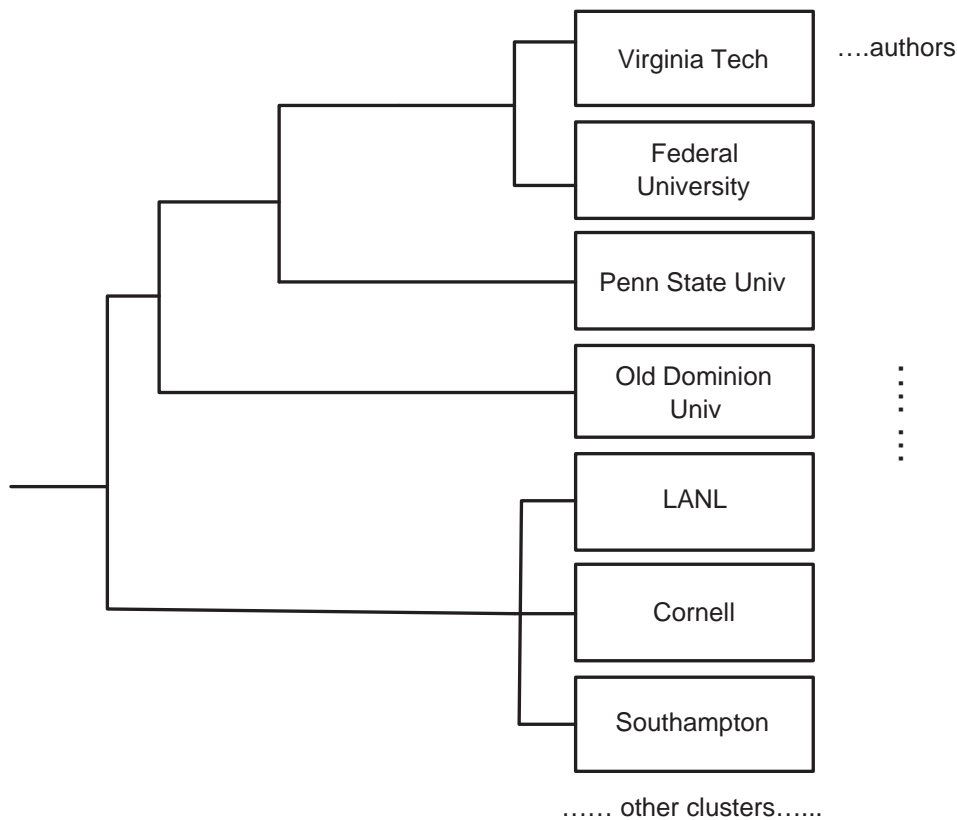 Virginia Tech
….authors
Federal
University
Penn State Univ
Old Dominion
Univ
LANL
Cornell
Southampton
…… other clusters…...